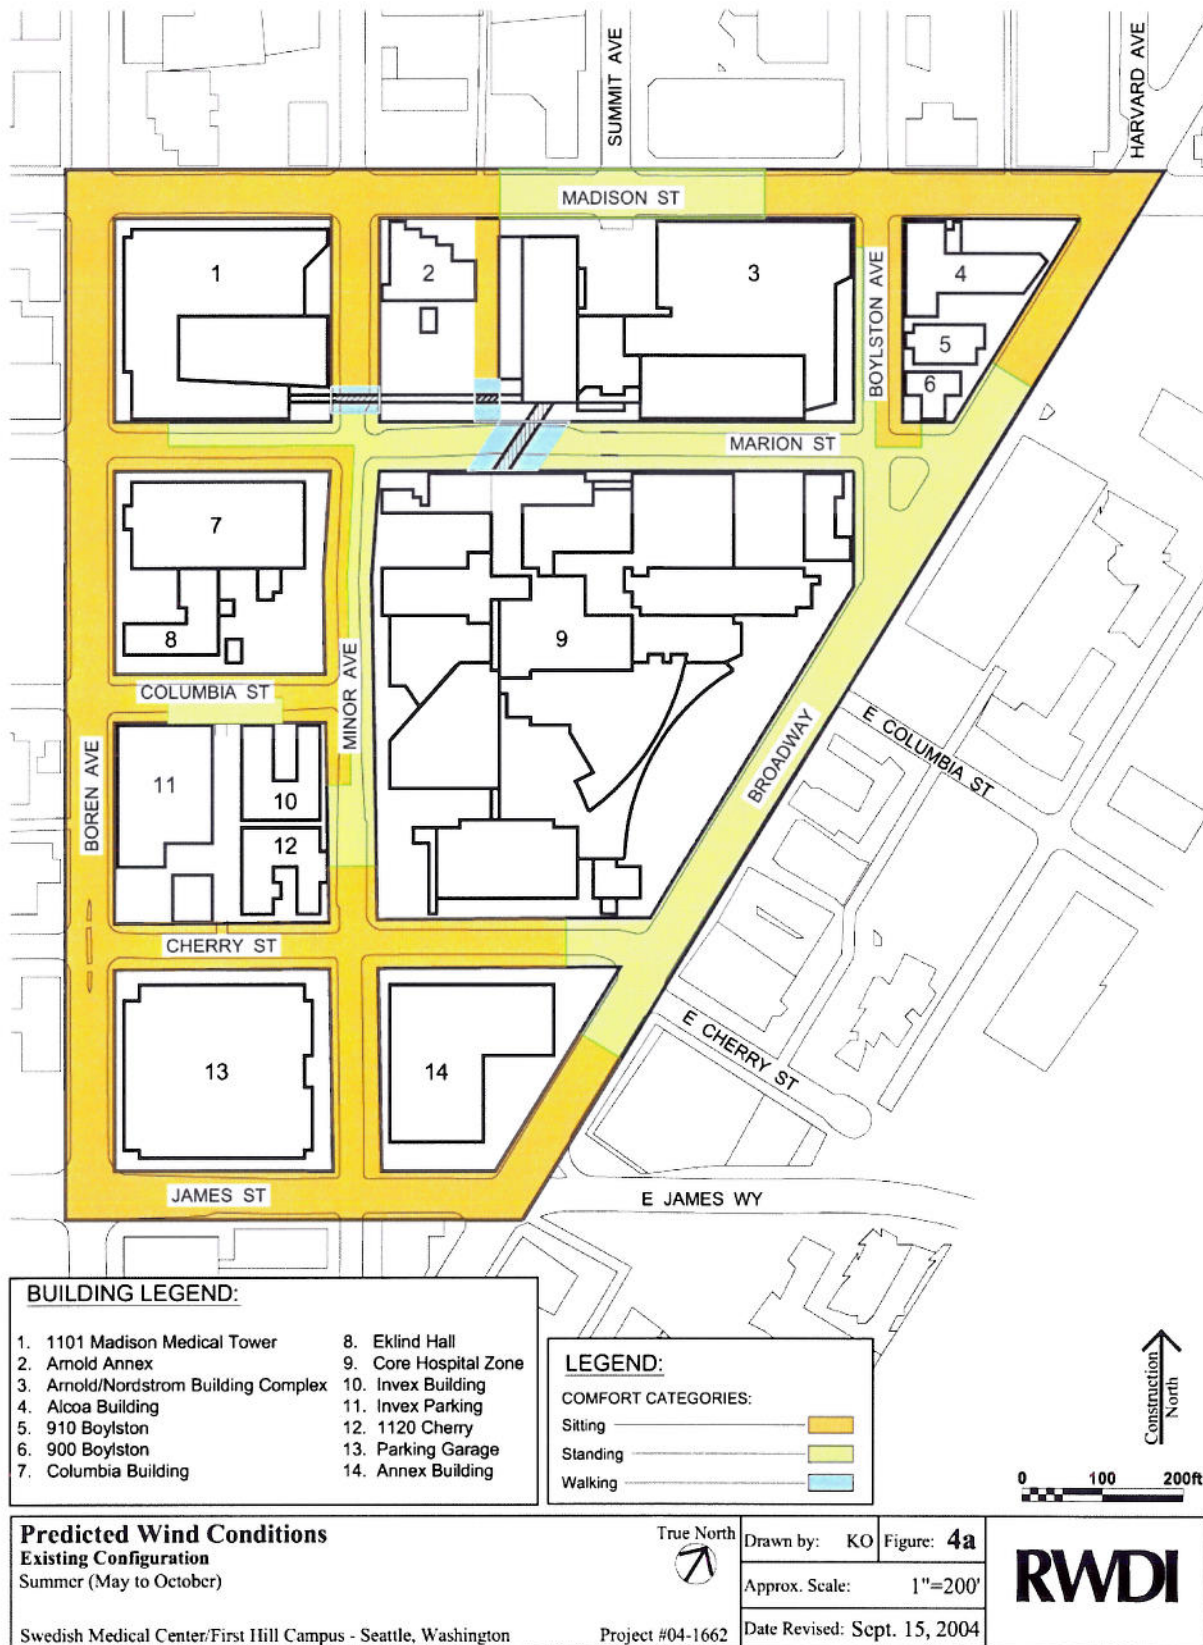 SUMMIT AVE
HARVARD AVE
MADISON ST
1
2
3
4
BOYLSTON AVE
5
6
MARION ST
7
8
9
MINOR AVE
COLUMBIA ST
BOREN AVE
11
10
12
BROADWAY
E COLUMBIA ST
CHERRY ST
13
14
E CHERRY ST
JAMES ST
E JAMES WY
BUILDING LEGEND:
1. 1101 Madison Medical Tower
2. Arnold Annex
3. Arnold/Nordstrom Building Complex
4. Alcoa Building
5. 910 Boylston
6. 900 Boylston
7. Columbia Building
8. Eklind Hall
9. Core Hospital Zone
10. Invex Building
11. Invex Parking
12. 1120 Cherry
13. Parking Garage
14. Annex Building
LEGEND:
COMFORT CATEGORIES:
Sitting
Standing
Walking
Construction
North
0 100 200ft
Predicted Wind Conditions
Existing Configuration
Summer (May to October)
Swedish Medical Center/First Hill Campus - Seattle, Washington
True North
Project #04-1662
Drawn by: KO
Figure: 4a
Approx. Scale: 1"=200'
Date Revised: Sept. 15, 2004
RWDI